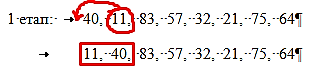 1 етап: → 40, 11, 83, 57, 32, 21, 75, 64¶
→ 11, 40, 83, 57, 32, 21, 75, 64¶